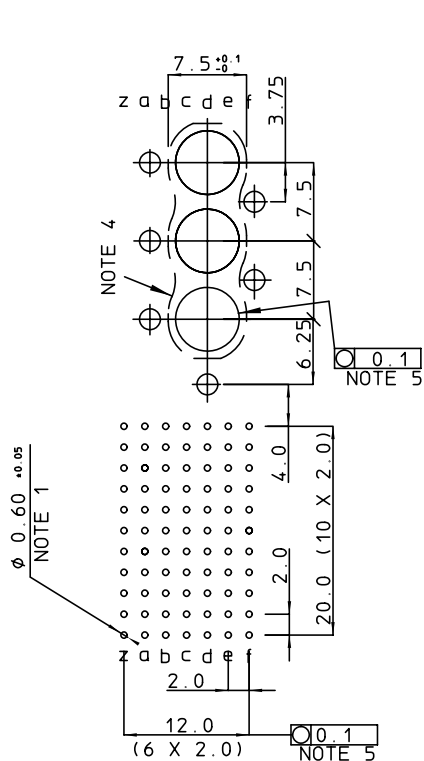 7.5 +0.1 -0
z a b c d e f
3.75
7.5
NOTE 4
7.5
6.25
0.1
NOTE 5
4.0
Ø 0.60 ±0.05
NOTE 1
20.0 (10 X 2.0)
2.0
z a b c d e f
2.0
12.0
(6 X 2.0)
0.1
NOTE 5